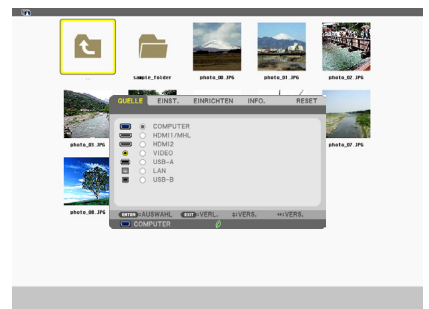 ..
sample_folder photo_00.JPG photo_01.JPG photo_02.JPG
QUELLE EINST. EINRICHTEN INFO. RESET
COMPUTER
HDMI1/MHL
HDMI2
VIDEO
USB-A
LAN
USB-B
photo_03.JPG photo_07.JPG
photo_08.JPG
ENTER :AUSWAHL EXIT :VERL. ↕:VERS. ↔:VERS.
COMPUTER